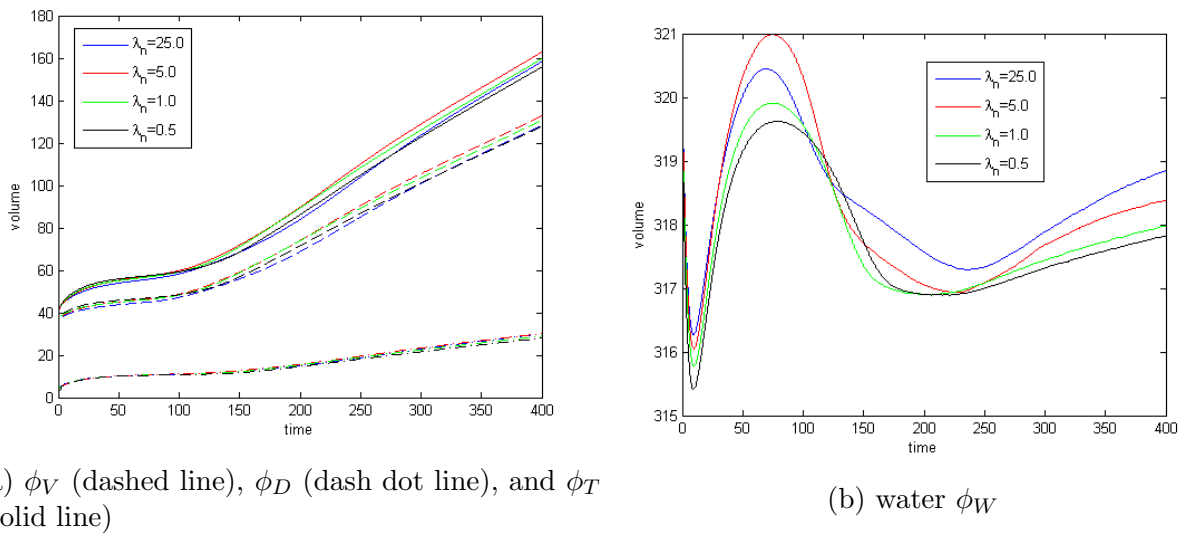 180
160
140
120
100
80
60
40
20
0
volume
λn=25.0
λn=5.0
λn=1.0
λn=0.5
0 50 100 150 200 250 300 350 400
time
) ϕV (dashed line), ϕD (dash dot line), and ϕT
olid line)
321
320
319
318
317
316
315
volume
λn=25.0
λn=5.0
λn=1.0
λn=0.5
0 50 100 150 200 250 300 350 400
time
(b) water ϕW